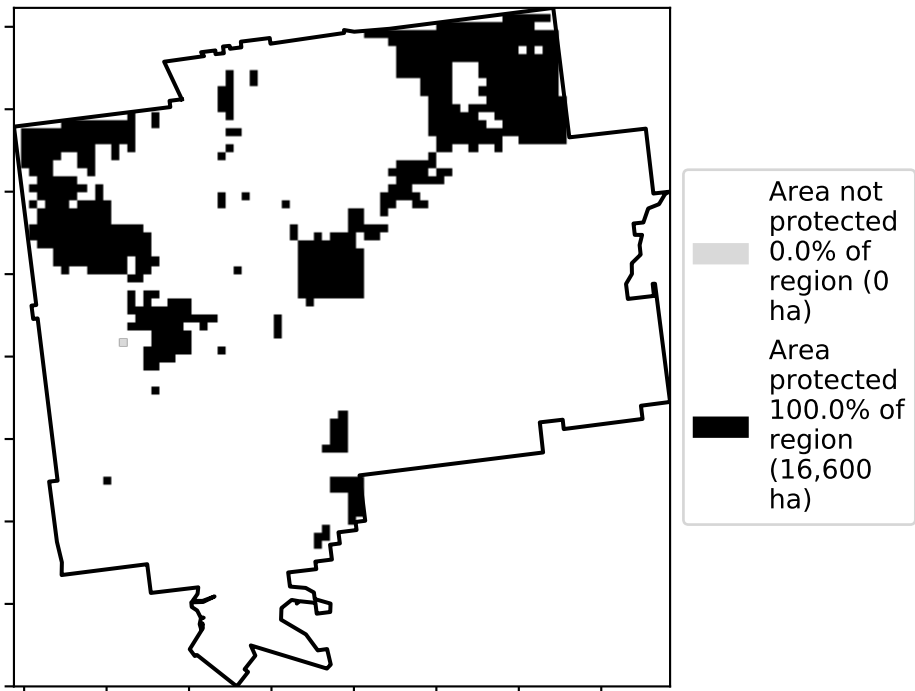 Area not
protected
0.0% of
region (0
ha)
Area
protected
100.0% of
region
(16,600
ha)